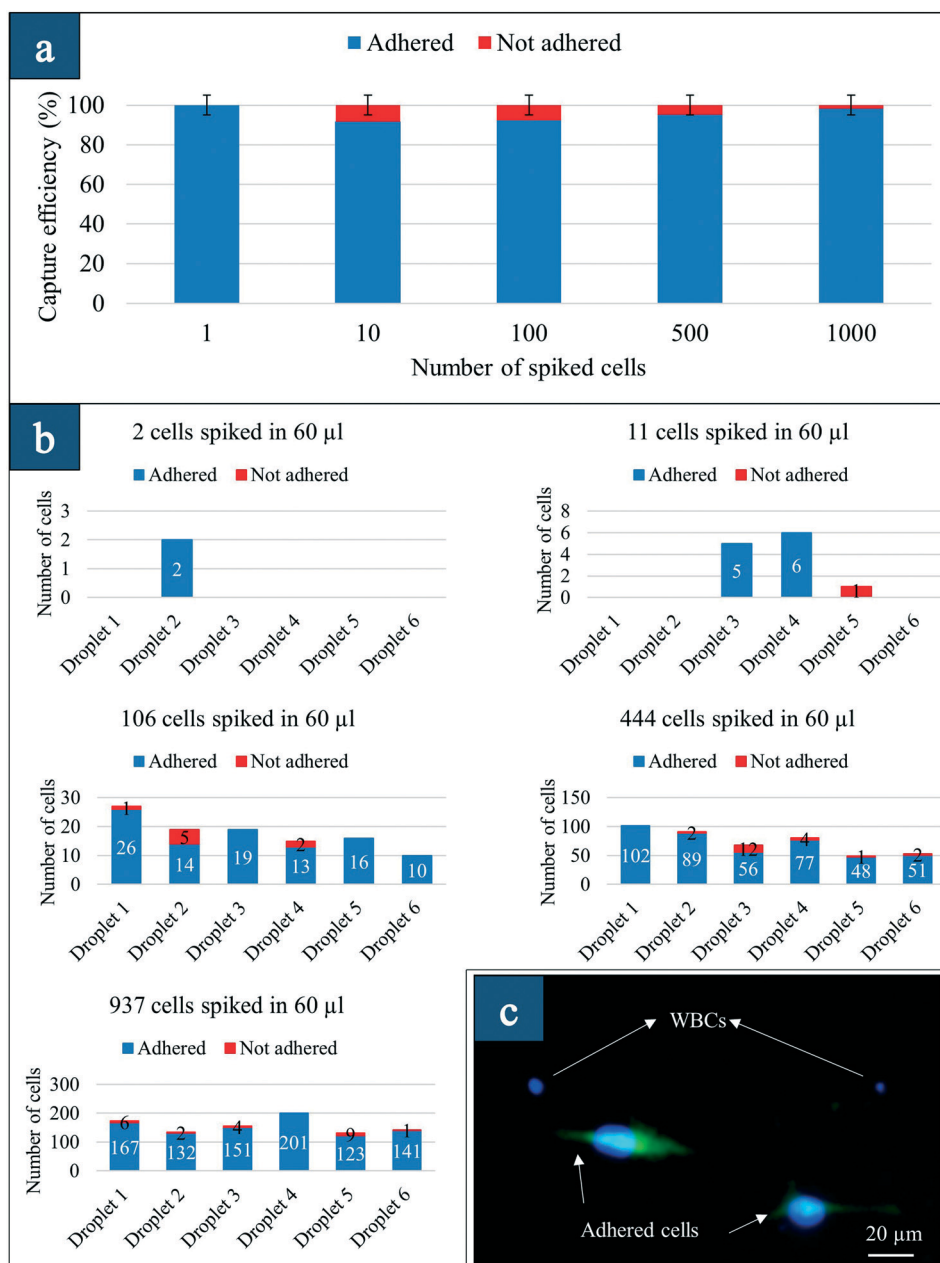 a
Adhered Not adhered
Capture efficiency (%)
100
80
60
40
20
0
1 10 100 500 1000
Number of spiked cells
b
2 cells spiked in 60 µl
Adhered Not adhered
Number of cells
3
2
1
0
2
Droplet 1 Droplet 2 Droplet 3 Droplet 4 Droplet 5 Droplet 6
11 cells spiked in 60 µl
Adhered Not adhered
Number of cells
8
6
4
2
0
5 6 1
Droplet 1 Droplet 2 Droplet 3 Droplet 4 Droplet 5 Droplet 6
106 cells spiked in 60 µl
Adhered Not adhered
Number of cells
30
20
10
0
1 5 2
26 14 19 13 16 10
Droplet 1 Droplet 2 Droplet 3 Droplet 4 Droplet 5 Droplet 6
444 cells spiked in 60 µl
Adhered Not adhered
Number of cells
150
100
50
0
2 12 4 1 2
102 89 56 77 48 51
Droplet 1 Droplet 2 Droplet 3 Droplet 4 Droplet 5 Droplet 6
937 cells spiked in 60 µl
Adhered Not adhered
Number of cells
300
200
100
0
6 2 4 9 1
167 132 151 201 123 141
Droplet 1 Droplet 2 Droplet 3 Droplet 4 Droplet 5 Droplet 6
c
WBCs
Adhered cells
20 µm